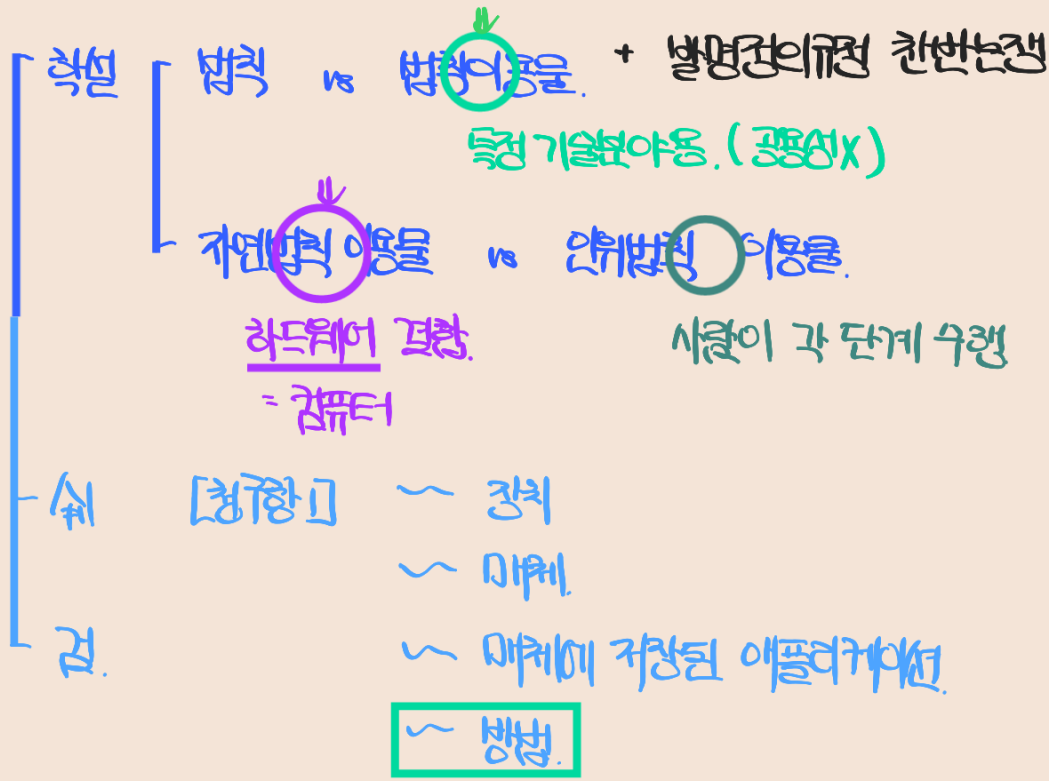 학설 법칙 vs 법칙이용물. + 발명정의규정 찬반논쟁
특정 기술분야용. (공용성X)
자연법칙 이용물 vs 인위법칙 이용물.
하드웨어 결합. 사람이 각 단계 수행
= 컴퓨터
[청구항 1] ~ 장치
~ 매체.
검. ~ 매체에 저장된 애플리케이션.
~ 방법.